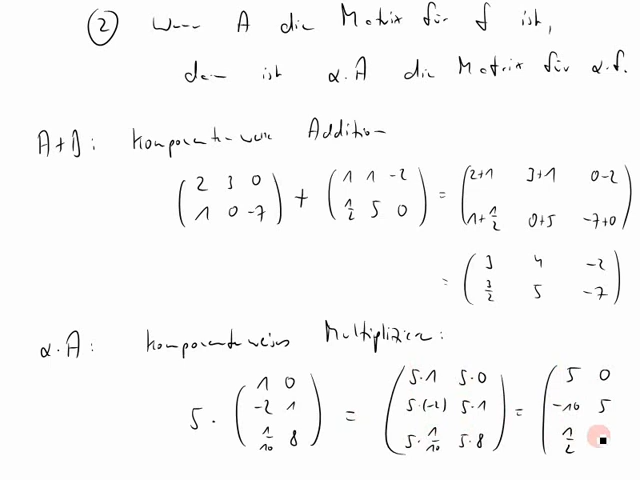 ② Wenn A die Matrix für f ist,
dann ist α·A die Matrix für α·f.
A+B: Komponentenweise Addition
( 2 3 0 ; 1 0 -7 ) + ( 1 1 -2 ; 1/2 5 0 ) = ( 2+1 3+1 0-2 ; 1+1/2 0+5 -7+0 )
= ( 3 4 -2 ; 3/2 5 -7 )
α·A: Komponentenweises Multiplizieren:
5 · ( 1 0 ; -2 1 ; 1/10 8 ) = ( 5·1 5·0 ; 5·(-2) 5·1 ; 5·1/10 5·8 ) = ( 5 0 ; -10 5 ; 1/2